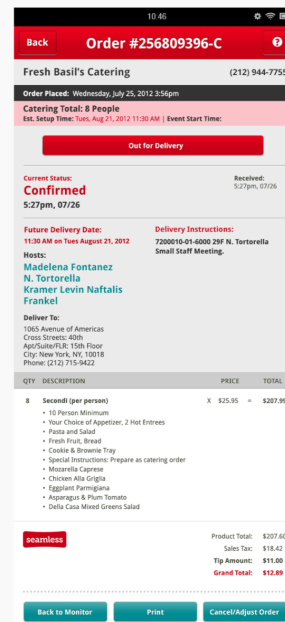 10:46
Back
Order #256809396-C
?
Fresh Basil's Catering (212) 944-7755
Order Placed: Wednesday, July 25, 2012 3:56pm
Catering Total: 8 People
Est. Setup Time: Tues, Aug 21, 2012 11:30 AM | Event Start Time:
Out for Delivery
Current Status:
Confirmed
5:27pm, 07/26
Received:
5:27pm, 07/26
Future Delivery Date:
11:30 AM on Tues August 21, 2012
Hosts:
Madelena Fontanez
N. Tortorella
Kramer Levin Naftalis
Frankel
Delivery Instructions:
7200010-01-6000 29F N. Tortorella
Small Staff Meeting.
Deliver To:
1065 Avenue of Americas
Cross Streets: 40th
Apt/Suite/FLR: 15th Floor
City: New York, NY, 10018
Phone: (212) 715-9422
QTY DESCRIPTION PRICE TOTAL
8 Secondi (per person) X $25.95 = $207.99
• 10 Person Minimum
• Your Choice of Appetizer, 2 Hot Entrees
• Pasta and Salad
• Fresh Fruit, Bread
• Cookie & Brownie Tray
• Special Instructions: Prepare as catering order
• Mozarella Caprese
• Chicken Alla Griglia
• Eggplant Parmigiana
• Asparagus & Plum Tomato
• Della Casa Mixed Greens Salad
seamless
Product Total: $207.60
Sales Tax: $18.42
Tip Amount: $11.00
Grand Total: $12.89
Back to Monitor
Print
Cancel/Adjust Order